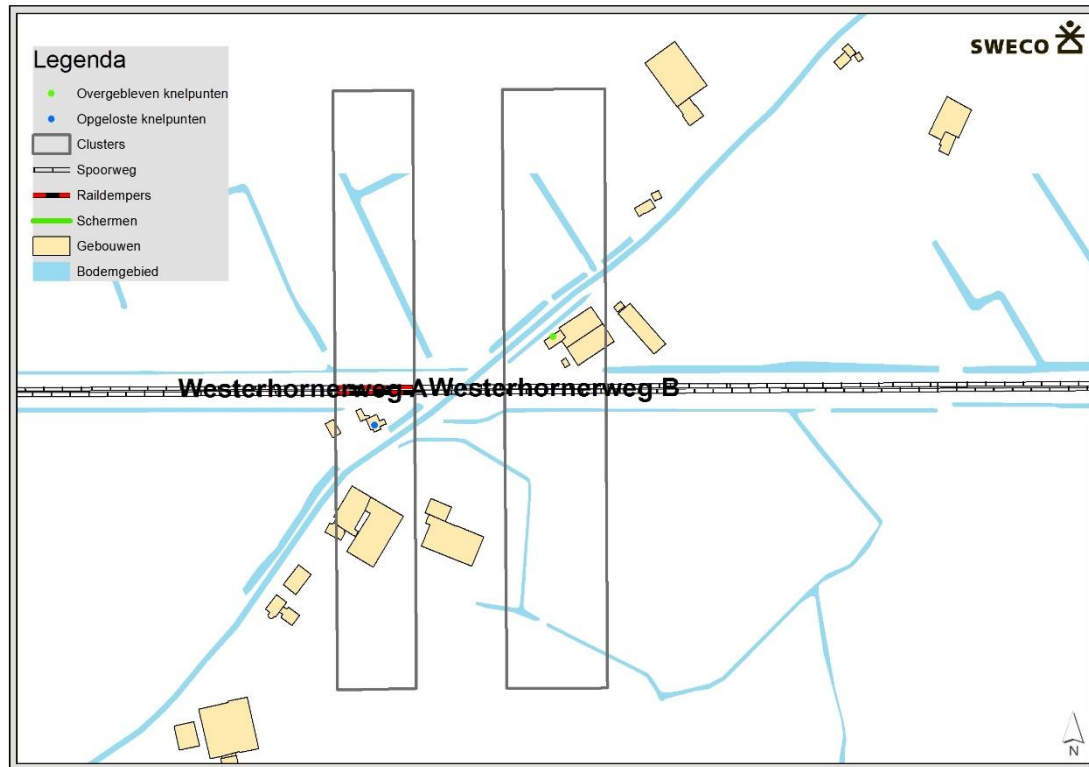 SWECO
Legenda
Overgebleven knelpunten
Opgeloste knelpunten
Clusters
Spoorweg
Raildempers
Schermen
Gebouwen
Bodemgebied
Westerhornerweg A
Westerhornerweg B
N